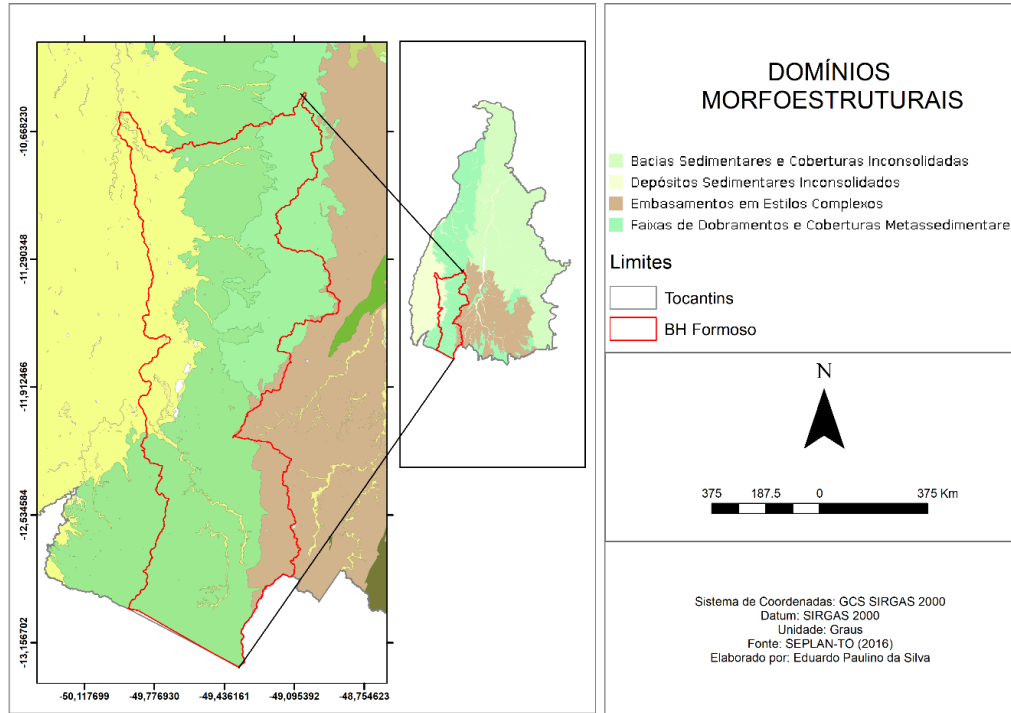 -10,668230
-11,290348
-11,912466
-12,534584
-13,156702
-50,117699
-49,776930
-49,436161
-49,095392
-48,754623
DOMÍNIOS
MORFOESTRUTURAIS
Bacias Sedimentares e Coberturas Inconsolidadas
Depósitos Sedimentares Inconsolidados
Embasamentos em Estilos Complexos
Faixas de Dobramentos e Coberturas Metassedimentare
Limites
Tocantins
BH Formoso
N
375 187.5 0 375 Km
Sistema de Coordenadas: GCS SIRGAS 2000
Datum: SIRGAS 2000
Unidade: Graus
Fonte: SEPLAN-TO (2016)
Elaborado por: Eduardo Paulino da Silva